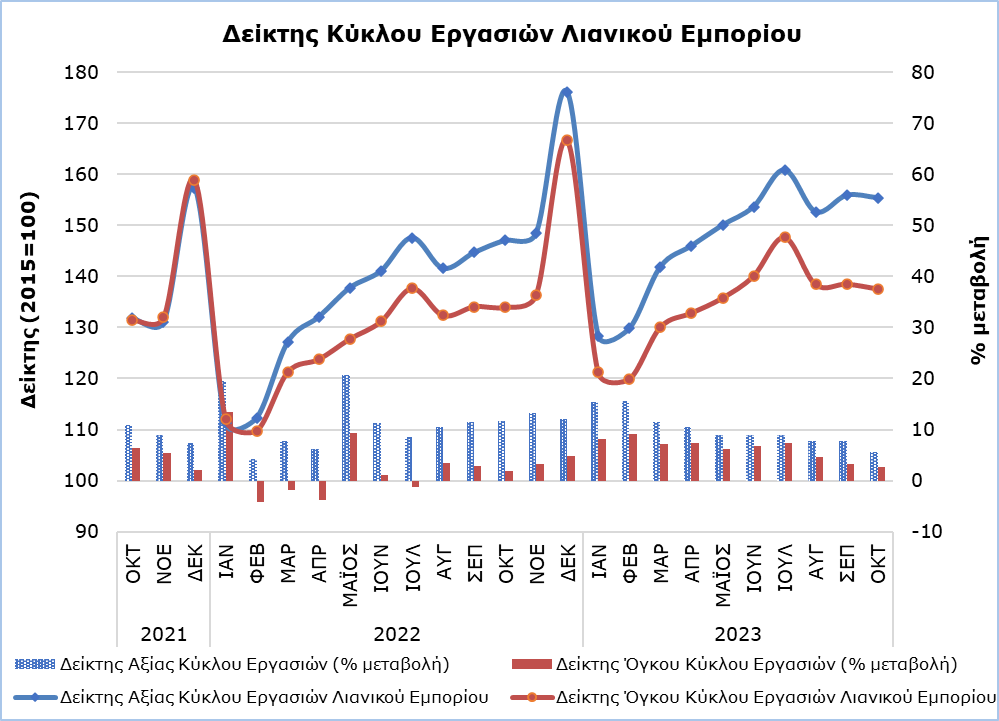 Δείκτης Κύκλου Εργασιών Λιανικού Εμπορίου
Δείκτης (2015=100)
180
170
160
150
140
130
120
110
100
90
80
70
60
50
40
30
20
10
0
-10
% μεταβολή
ΟΚΤ ΝΟΕ ΔΕΚ ΙΑΝ ΦΕΒ ΜΑΡ ΑΠΡ ΜΑΪΟΣ ΙΟΥΝ ΙΟΥΛ ΑΥΓ ΣΕΠ ΟΚΤ ΝΟΕ ΔΕΚ ΙΑΝ ΦΕΒ ΜΑΡ ΑΠΡ ΜΑΪΟΣ ΙΟΥΝ ΙΟΥΛ ΑΥΓ ΣΕΠ ΟΚΤ
2021 2022 2023
Δείκτης Αξίας Κύκλου Εργασιών (% μεταβολή) Δείκτης Όγκου Κύκλου Εργασιών (% μεταβολή)
Δείκτης Αξίας Κύκλου Εργασιών Λιανικού Εμπορίου Δείκτης Όγκου Κύκλου Εργασιών Λιανικού Εμπορίου